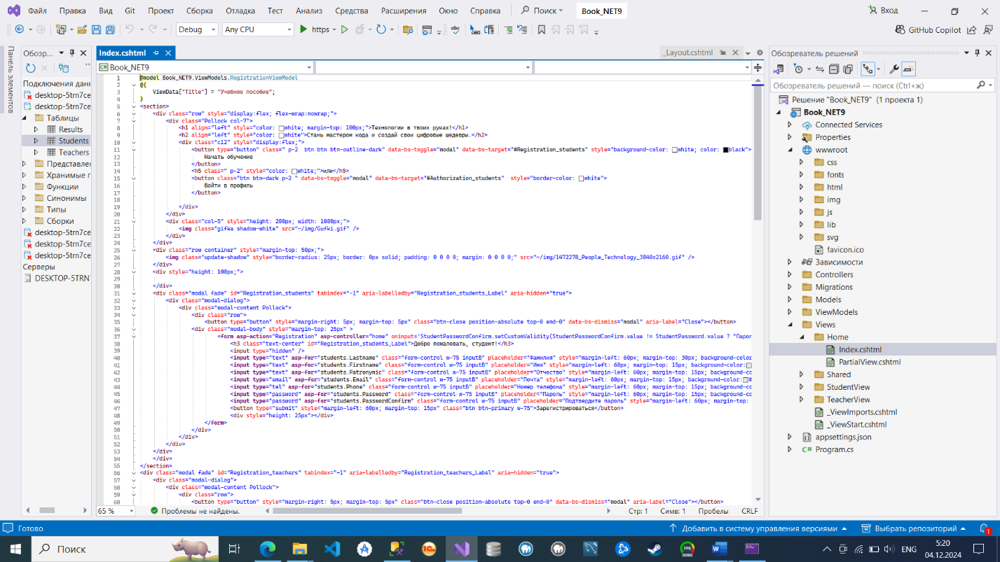 Файл Правка Вид Git Проект Сборка Отладка Тест Анализ Средства Расширения Окно Справка Поиск Book_NET9 Вход
Debug Any CPU https GitHub Copilot
Панель элементов
Обозр...
Подключения дан
desktop-5trn7ce
desktop-5trn7ce
Таблицы
Results
Students
Teachers
Представлен
Хранимые г
Функции
Синонимы
Типы
Сборки
desktop-5trn7ce
desktop-5trn7ce
desktop-5trn7ce
Серверы
DESKTOP-5TRN
Index.cshtml _Layout.cshtml
Book_NET9
1 @model Book_NET9.ViewModels.RegistrationViewModel
2 @{
3 ViewData["Title"] = "Учебное пособие";
4 }
5 <section>
6 <div class="row" style="display:flex; flex-wrap:nowrap;">
7 <div class="Pollock col-7">
8 <h1 align="left" style="color: white; margin-top: 100px;">Технологии в твоих руках!</h1>
9 <h2 align="left" style="color: white">Стань мастером кода и создай свои цифровые шедевры.</h2>
10 <div class="c12" style="display:flex;">
11 <button type="button" class=" p-2 btn btn btn-outline-dark" data-bs-toggle="modal" data-bs-target="#Registration_students" style="background-color: white; color: black">
12 Начать обучение
13 </button>
14 <h5 class=" p-2" style="color: white;">или</h5>
15 <button class="btn btn-dark p-2 " data-bs-toggle="modal" data-bs-target="#Authorization_students" style="border-color: white">
16 Войти в профиль
17 </button>
18
19 </div>
20 </div>
21 <div class="col-5" style="height: 200px; width: 1080px;">
22 <img class="gifka shadow-white" src="~/img/Gufki.gif" />
23 </div>
24 </div>
25 <div class="row container" style="margin-top: 50px;">
26 <img class="update-shadow" style="border-radius: 25px; border: 0px solid; padding: 0 0 0 0; margin: 0 0 0 0;" src="~/img/1472278_People_Technology_3840x2160.gif" />
27 </div>
28 <div style="height: 100px;">
29
30 </div>
31 <div class="modal fade" id="Registration_students" tabindex="-1" aria-labelledby="Registration_students_Label" aria-hidden="true">
32 <div class="modal-dialog">
33 <div class="modal-content Pollock">
34 <div class="row">
35 <button type="button" style="margin-right: 5px; margin-top: 5px" class="btn-close position-absolute top-0 end-0" data-bs-dismiss="modal" aria-label="Close"></button>
36 <div class="modal-body" style="margin-top: 25px" >
37 <form asp-action="Registration" asp-controller="home" oninput='StudentPasswordConfirm.setCustomValidity(StudentPasswordConfirm.value != StudentPassword.value ? "Парол
38 <h3 class="text-center" id="Registration_students_Label">Добро пожаловать, студент!</h3>
39 <input type="hidden" />
40 <input type="text" asp-for="students.Lastname" class="form-control w-75 inputB" placeholder="Фамилия" style="margin-left: 60px; margin-top: 30px; background-color
41 <input type="text" asp-for="students.Firstname" class="form-control w-75 inputB" placeholder="Имя" style="margin-left: 60px; margin-top: 15px; background-color:
42 <input type="text" asp-for="students.Patronymic" class="form-control w-75 inputB" placeholder="Отчество" style="margin-left: 60px; margin-top: 15px; background-co
43 <input type="email" asp-for="students.Email" class="form-control w-75 inputB" placeholder="Почта" style="margin-left: 60px; margin-top: 15px; background-color:#
44 <input type="tel" asp-for="students.Phone" class="form-control w-75 inputB" placeholder="Номер телефона" style="margin-left: 60px; margin-top: 15px; background-co
45 <input type="password" asp-for="students.Password" class="form-control w-75 inputB" placeholder="Пароль" style="margin-left: 60px; margin-top: 15px; background-co
46 <input type="password" asp-for="students.PasswordConfirm" class="form-control w-75 inputB" placeholder="Подтвердите пароль" style="margin-left: 60px; margin-top:
47 <button type="submit" style="margin-left: 60px; margin-top: 15px" class="btn btn-primary w-75">Зарегистрироваться</button>
48 <div style="height: 25px"></div>
49 </form>
50 </div>
51 </div>
52 </div>
53 </div>
54 </div>
55 </section>
56 <div class="modal fade" id="Registration_teachers" tabindex="-1" aria-labelledby="Registration_teachers_Label" aria-hidden="true">
57 <div class="modal-dialog">
58 <div class="modal-content Pollock">
59 <div class="row">
60 <button type="button" style="margin-right: 5px; margin-top: 5px" class="btn-close position-absolute top-0 end-0" data-bs-dismiss="modal" aria-label="Close"></button>
65 % Проблемы не найдены. Стр: 1 Симв: 1 Пробелы CRLF
Обозреватель решений
Обозреватель решений — поиск (Ctrl+ж)
Решение "Book_NET9" (1 проекта 1)
Book_NET9
Connected Services
Properties
wwwroot
css
fonts
html
img
js
lib
svg
favicon.ico
Зависимости
Controllers
Migrations
Models
ViewModels
Views
Home
Index.cshtml
PartialView.cshtml
Shared
StudentView
TeacherView
_ViewImports.cshtml
_ViewStart.cshtml
appsettings.json
C# Program.cs
Готово Добавить в систему управления версиями Выбрать репозиторий 1
Поиск ENG 5:20
04.12.2024